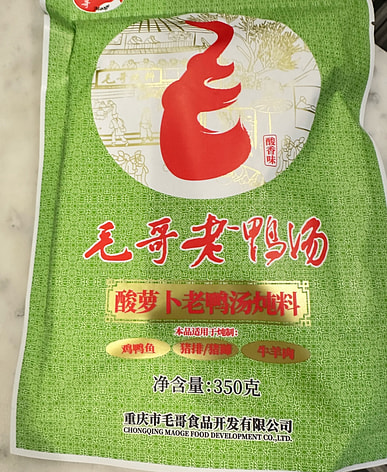 酸香味
毛哥老鸭汤
酸萝卜老鸭汤炖料
本品适用于炖制:
鸡鸭鱼 猪排/猪蹄 牛羊肉
净含量:350克
重庆市毛哥食品开发有限公司
CHONGQING MAOGE FOOD DEVELOPMENT CO.,LTD.